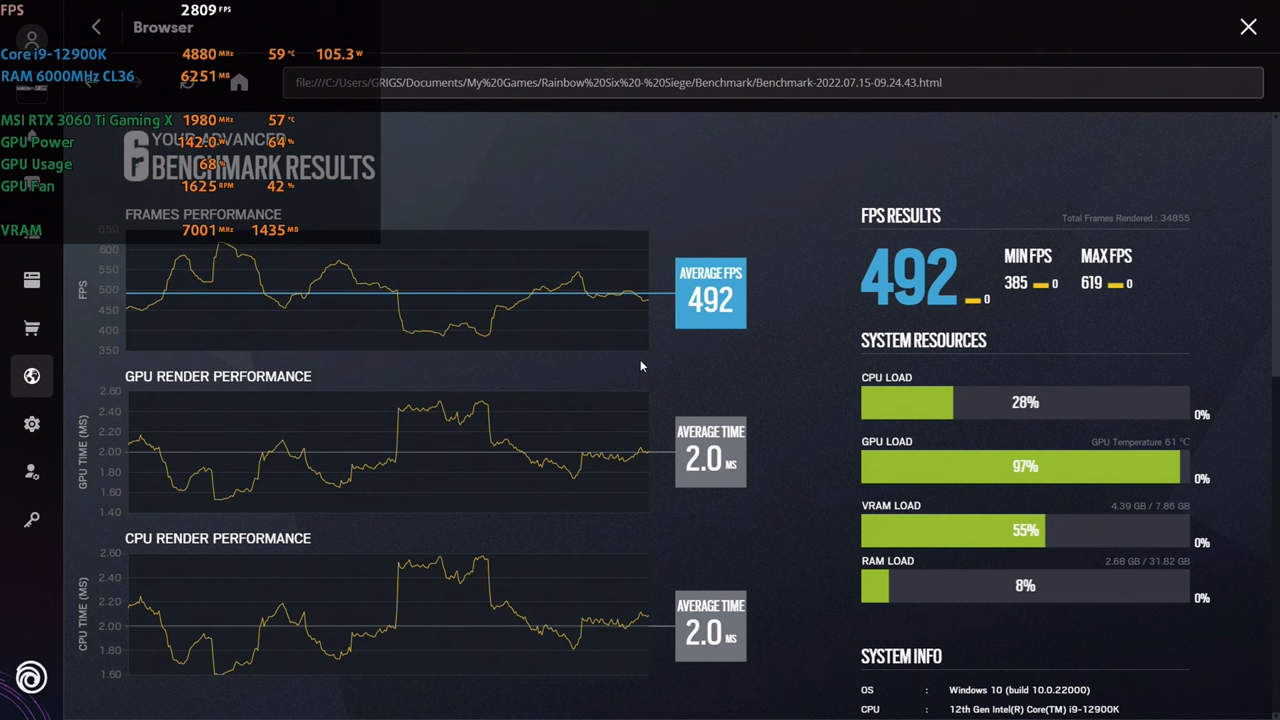 FPS 2809 FPS
Browser
Core i9-12900K 4880 MHz 59 °C 105.3 W
RAM 6000MHz CL36 6251 MB
file:///C:/Users/GRIGS/Documents/My%20Games/Rainbow%20Six%20-%20Siege/Benchmark/Benchmark-2022.07.15-09.24.43.html
MSI RTX 3060 Ti Gaming X 1980 MHz 57 °C
GPU Power 142.0 W 64 %
GPU Usage 68 %
GPU Fan 1625 RPM 42 %
VRAM 7001 MHz 1435 MB
6 YOUR ADVANCED
BENCHMARK RESULTS
FRAMES PERFORMANCE
FPS
650
600
550
500
450
400
350
AVERAGE FPS
492
GPU RENDER PERFORMANCE
GPU TIME (MS)
2.60
2.40
2.20
2.00
1.80
1.60
1.40
AVERAGE TIME
2.0 MS
CPU RENDER PERFORMANCE
CPU TIME (MS)
2.60
2.40
2.20
2.00
1.80
1.60
AVERAGE TIME
2.0 MS
FPS RESULTS Total Frames Rendered : 34855
492 0
MIN FPS MAX FPS
385 0 619 0
SYSTEM RESOURCES
CPU LOAD
28% 0%
GPU LOAD GPU Temperature 61 °C
97% 0%
VRAM LOAD 4.39 GB / 7.86 GB
55% 0%
RAM LOAD 2.68 GB / 31.82 GB
8% 0%
SYSTEM INFO
OS : Windows 10 (build 10.0.22000)
CPU : 12th Gen Intel(R) Core(TM) i9-12900K